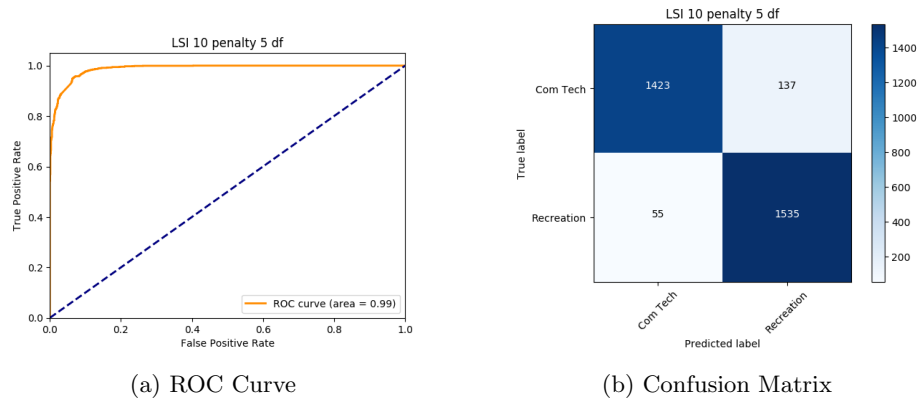 LSI 10 penalty 5 df
1.0
0.8
0.6
0.4
0.2
0.0
True Positive Rate
0.0 0.2 0.4 0.6 0.8 1.0
False Positive Rate
ROC curve (area = 0.99)
(a) ROC Curve
LSI 10 penalty 5 df
True label
Com Tech
Recreation
1423 137
55 1535
Com Tech Recreation
Predicted label
1400
1200
1000
800
600
400
200
(b) Confusion Matrix